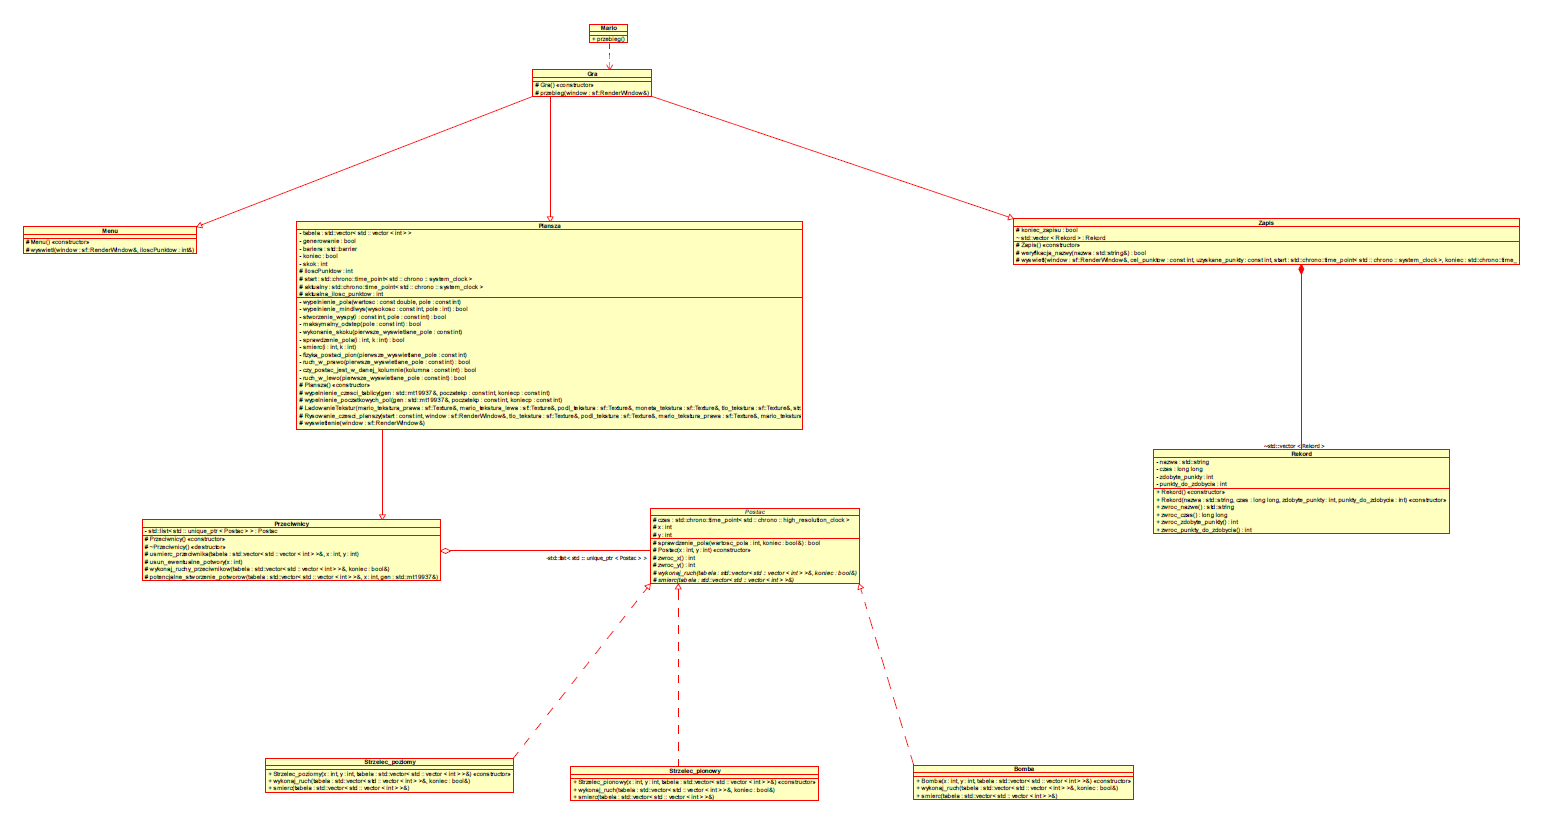 Mario
+ przebieg()
Gra
# Gra() «constructor»
# przebieg(window : sf::RenderWindow&)
Menu
# Menu() «constructor»
# wyswietl(window : sf::RenderWindow&, iloscPunktow : int&)
Plansza
- tabela : std::vector< std :: vector < int > >
- generowanie : bool
- bariera : std::barrier
- koniec : bool
- skok : int
# iloscPunktow : int
# start : std::chrono::time_point< std :: chrono :: system_clock >
# aktualny : std::chrono::time_point< std :: chrono :: system_clock >
# aktualna_ilosc_punktow : int
- wypelnienie_pola(wartosc : const double, pole : const int)
- wypelnienie_mindlwys(wysokosc : const int, pole : int) : bool
- stworzenie_wyspy(i : const int, pole : const int) : bool
- maksymalny_odstep(pole : const int) : bool
- wykonanie_skoku(pierwsze_wyswietlane_pole : const int)
- sprawdzenie_pola(i : int, k : int) : bool
- smierc(i : int, k : int)
- fizyka_postaci_pion(pierwsze_wyswietlane_pole : const int)
- ruch_w_prawo(pierwsze_wyswietlane_pole : const int) : bool
- czy_postac_jest_w_danej_kolumnie(kolumna : const int) : bool
- ruch_w_lewo(pierwsze_wyswietlane_pole : const int) : bool
# Plansza() «constructor»
# wypelnienie_czesci_tablicy(gen : std::mt19937&, poczatekp : const int, koniecp : const int)
# wypelnienie_poczatkowych_pol(gen : std::mt19937&, poczatekp : const int, koniecp : const int)
# LadowanieTekstur(mario_tekstura_prawa : sf::Texture&, mario_tekstura_lewa : sf::Texture&, podl_tekstura : sf::Texture&, moneta_tekstura : sf::Texture&, tlo_tekstura : sf::Texture&, str
# Rysowanie_czesci_planszy(start : const int, window : sf::RenderWindow&, tlo_tekstura : sf::Texture&, podl_tekstura : sf::Texture&, mario_tekstura_prawa : sf::Texture&, mario_tekstura
# wyswietlenie(window : sf::RenderWindow&)
Zapis
# koniec_zapisu : bool
~ std::vector < Rekord > : Rekord
# Zapis() «constructor»
# weryfikacja_nazwy(nazwa : std::string&) : bool
# wyswietl(window : sf::RenderWindow&, cel_punktow : const int, uzyskane_punkty : const int, start : std::chrono::time_point< std :: chrono :: system_clock >, koniec : std::chrono::time_
~std::vector < Rekord >
Rekord
- nazwa : std::string
- czas : long long
- zdobyte_punkty : int
- punkty_do_zdobycia : int
+ Rekord() «constructor»
+ Rekord(nazwa : std::string, czas : long long, zdobyte_punkty : int, punkty_do_zdobycia : int) «constructor»
+ zwroc_nazwe() : std::string
+ zwroc_czas() : long long
+ zwroc_zdobyte_punkty() : int
+ zwroc_punkty_do_zdobycia() : int
Przeciwnicy
- std::list< std :: unique_ptr < Postac > > : Postac
# Przeciwnicy() «constructor»
# ~Przeciwnicy() «destructor»
# usmierc_przeciwnika(tabela : std::vector< std :: vector < int > >&, x : int, y : int)
# usun_ewentualne_potwory(x : int)
# wykonaj_ruchy_przeciwnikow(tabela : std::vector< std :: vector < int > >&, koniec : bool&)
# potencjalne_stworzenie_potworow(tabela : std::vector< std :: vector < int > >&, x : int, gen : std::mt19937&)
-std::list< std :: unique_ptr < Postac > >
Postac
# czas : std::chrono::time_point< std :: chrono :: high_resolution_clock >
# x : int
# y : int
# sprawdzenie_pola(wartosc_pola : int, koniec : bool&) : bool
# Postac(x : int, y : int) «constructor»
# zwroc_x() : int
# zwroc_y() : int
# wykonaj_ruch(tabela : std::vector< std :: vector < int > >&, koniec : bool&)
# smierc(tabela : std::vector< std :: vector < int > >&)
Strzelec_poziomy
+ Strzelec_poziomy(x : int, y : int, tabela : std::vector< std :: vector < int > >&) «constructor»
+ wykonaj_ruch(tabela : std::vector< std :: vector < int > >&, koniec : bool&)
+ smierc(tabela : std::vector< std :: vector < int > >&)
Strzelec_pionowy
+ Strzelec_pionowy(x : int, y : int, tabela : std::vector< std :: vector < int > >&) «constructor»
+ wykonaj_ruch(tabela : std::vector< std :: vector < int > >&, koniec : bool&)
+ smierc(tabela : std::vector< std :: vector < int > >&)
Bomba
+ Bomba(x : int, y : int, tabela : std::vector< std :: vector < int > >&) «constructor»
+ wykonaj_ruch(tabela : std::vector< std :: vector < int > >&, koniec : bool&)
+ smierc(tabela : std::vector< std :: vector < int > >&)